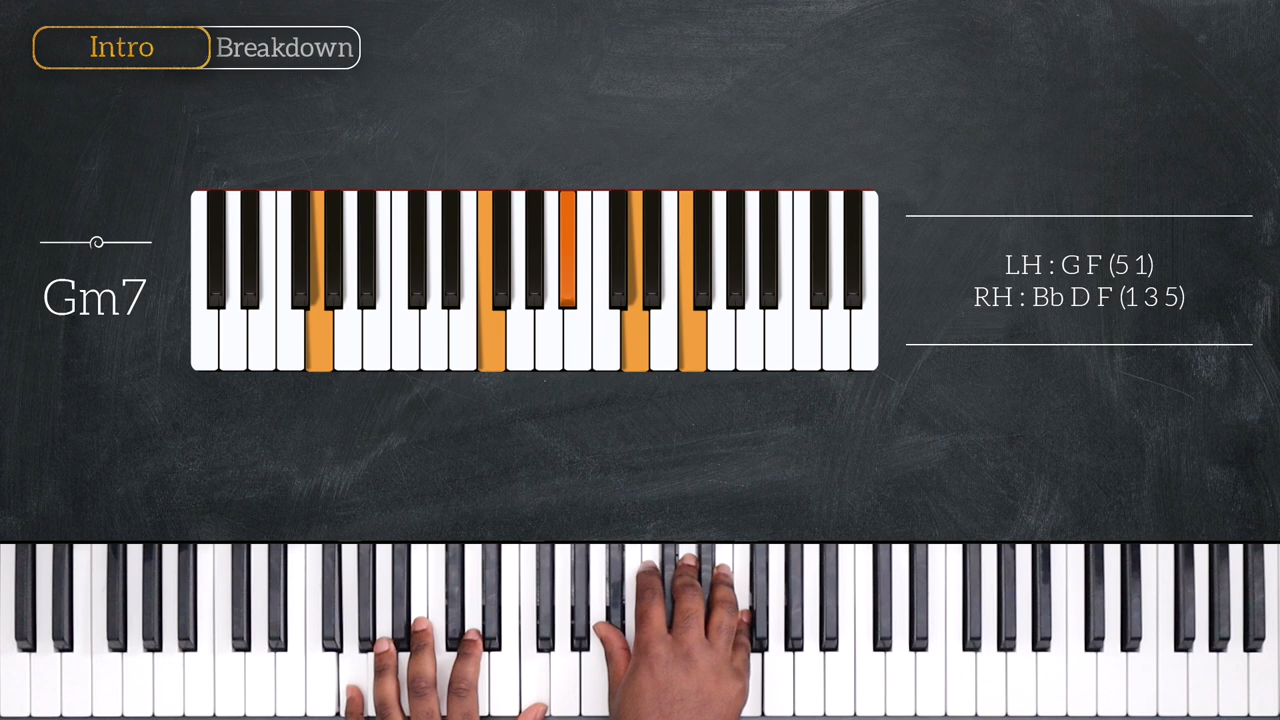 Intro Breakdown
Gm7
LH : G F (5 1)
RH : Bb D F (1 3 5)